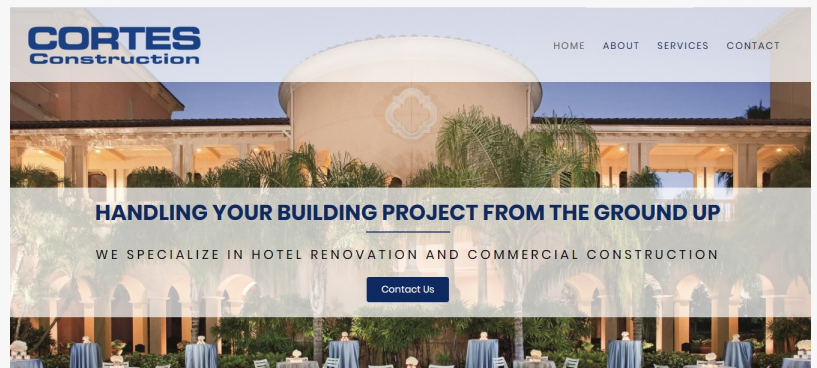 CORTES
Construction
HOME ABOUT SERVICES CONTACT
HANDLING YOUR BUILDING PROJECT FROM THE GROUND UP
WE SPECIALIZE IN HOTEL RENOVATION AND COMMERCIAL CONSTRUCTION
Contact Us